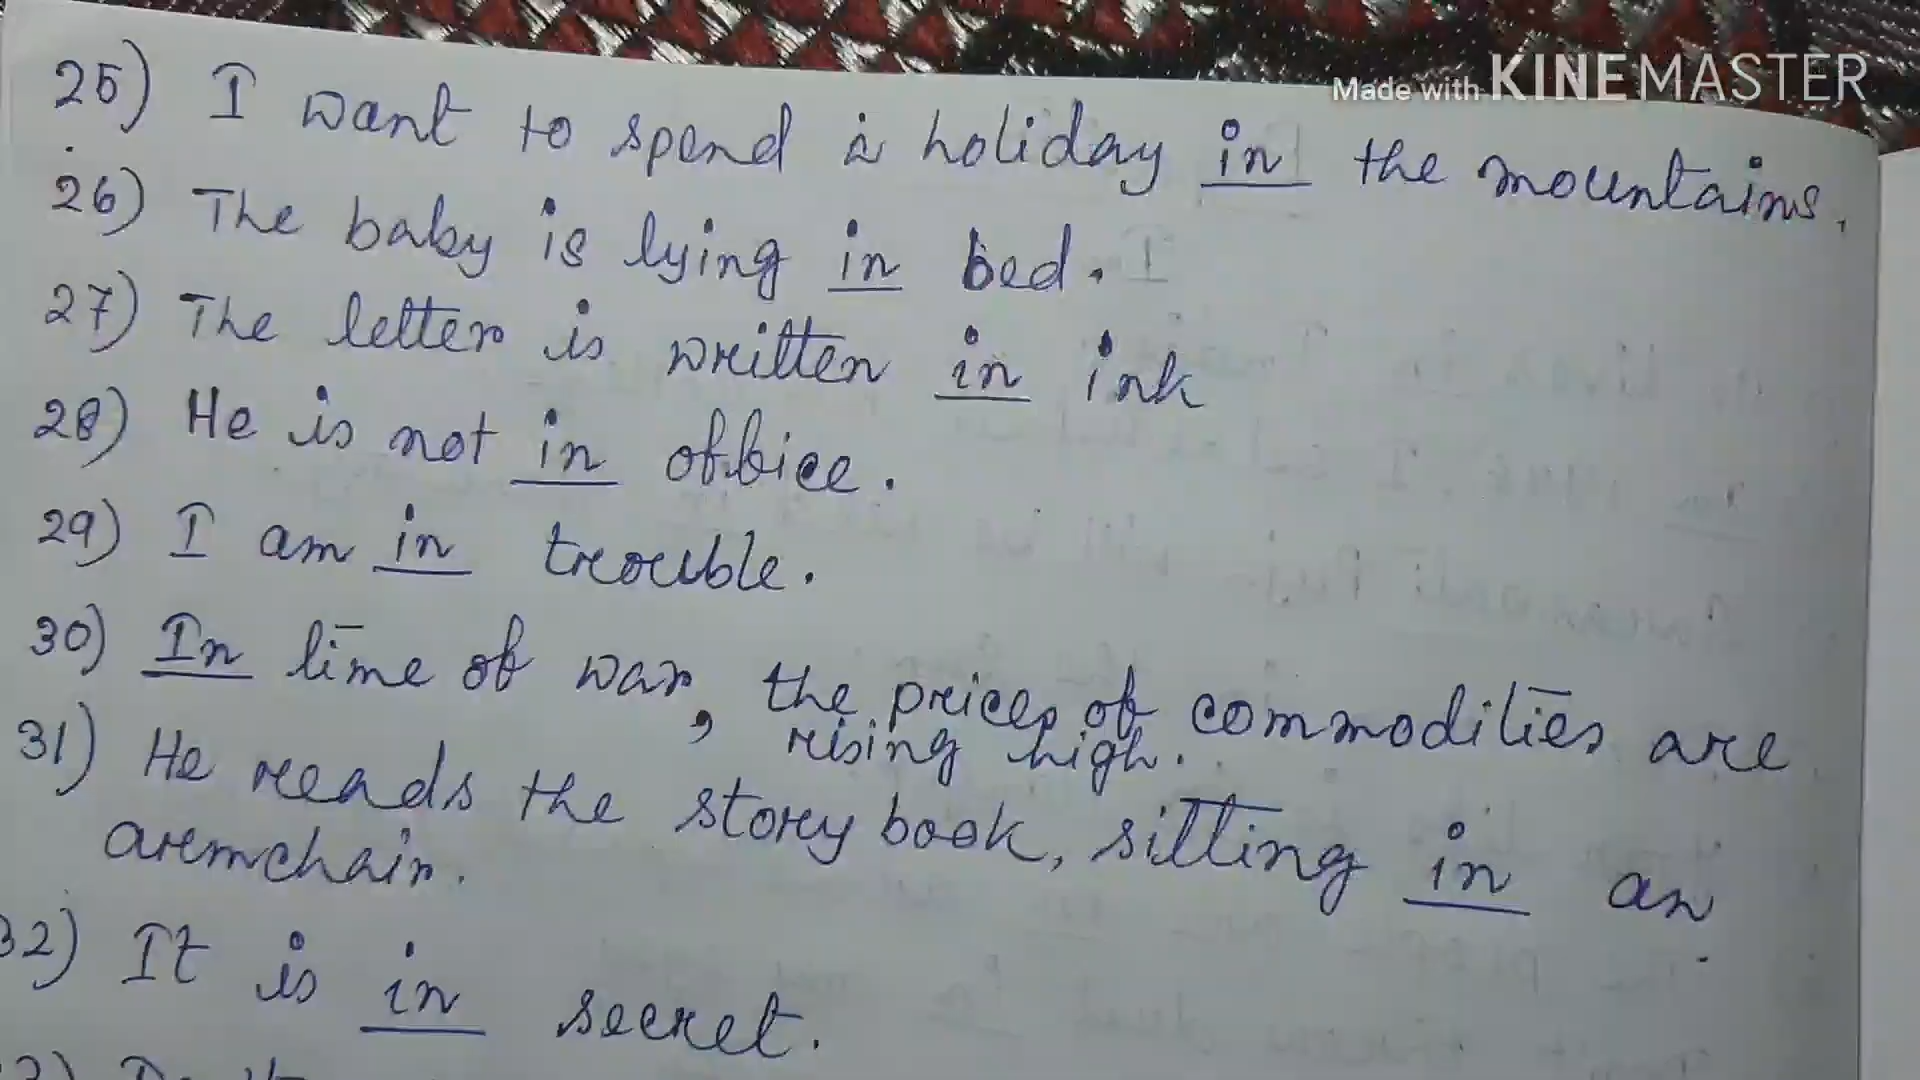 Made with KINEMASTER
25) I want to spend a holiday in the mountains.
26) The baby is lying in bed.
27) The letter is written in ink
28) He is not in office.
29) I am in trouble.
30) In time of war, the prices of commodities are
rising high.
31) He reads the story book, sitting in an
armchair.
32) It is in secret.